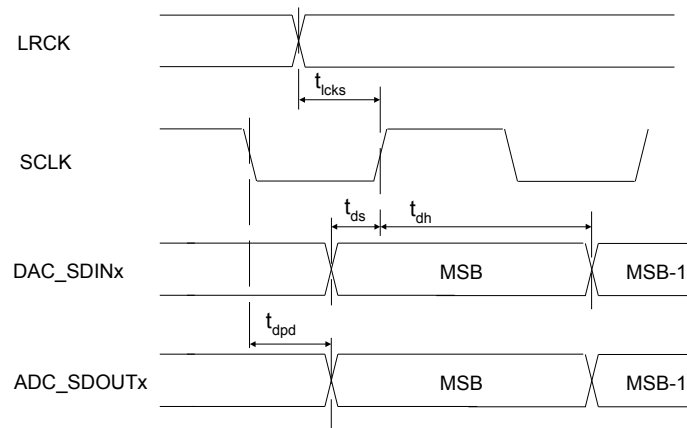 LRCK
t_lcks
SCLK
t_ds t_dh
DAC_SDINx MSB MSB-1
t_dpd
ADC_SDOUTx MSB MSB-1